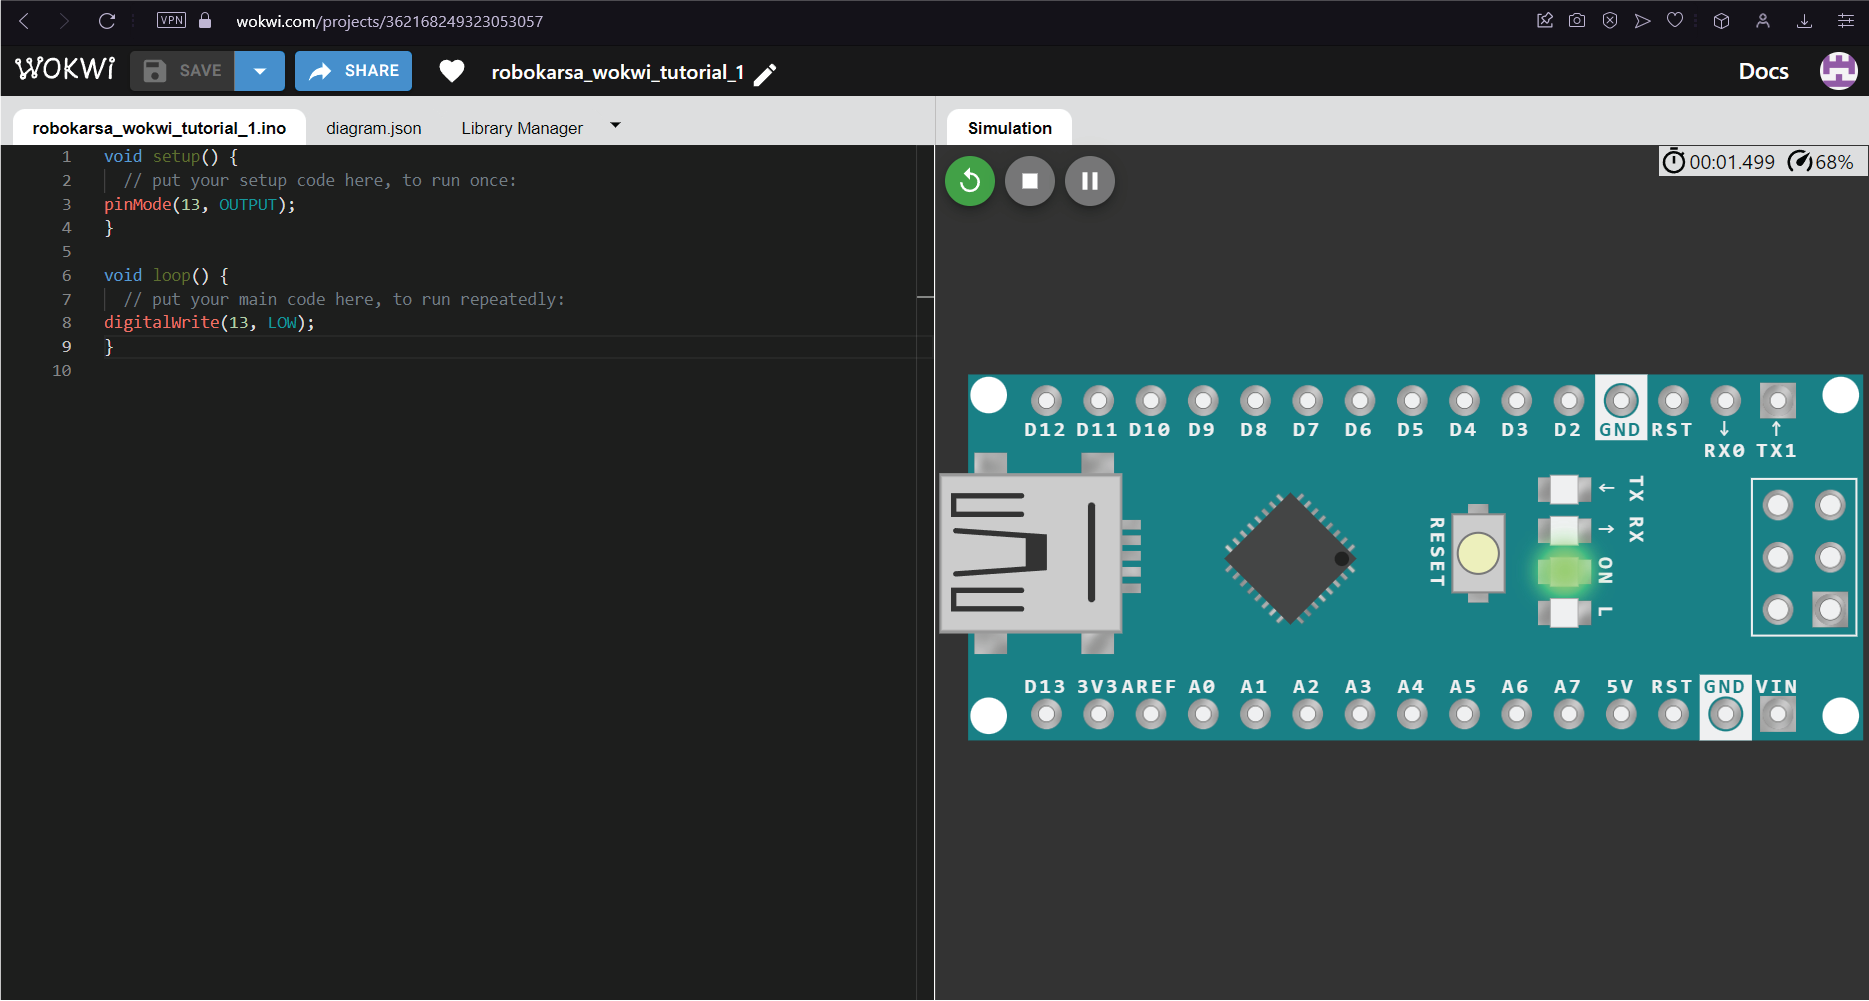 VPN wokwi.com/projects/362168249323053057
WOKWi SAVE SHARE robokarsa_wokwi_tutorial_1 Docs
robokarsa_wokwi_tutorial_1.ino diagram.json Library Manager
Simulation
00:01.499 68%
1 void setup() {
2 // put your setup code here, to run once:
3 pinMode(13, OUTPUT);
4 }
5
6 void loop() {
7 // put your main code here, to run repeatedly:
8 digitalWrite(13, LOW);
9 }
10
D12 D11 D10 D9 D8 D7 D6 D5 D4 D3 D2 GND RST ↓ ↑
RX0 TX1
← TX
→ RX
RESET
ON
L
D13 3V3 AREF A0 A1 A2 A3 A4 A5 A6 A7 5V RST GND VIN